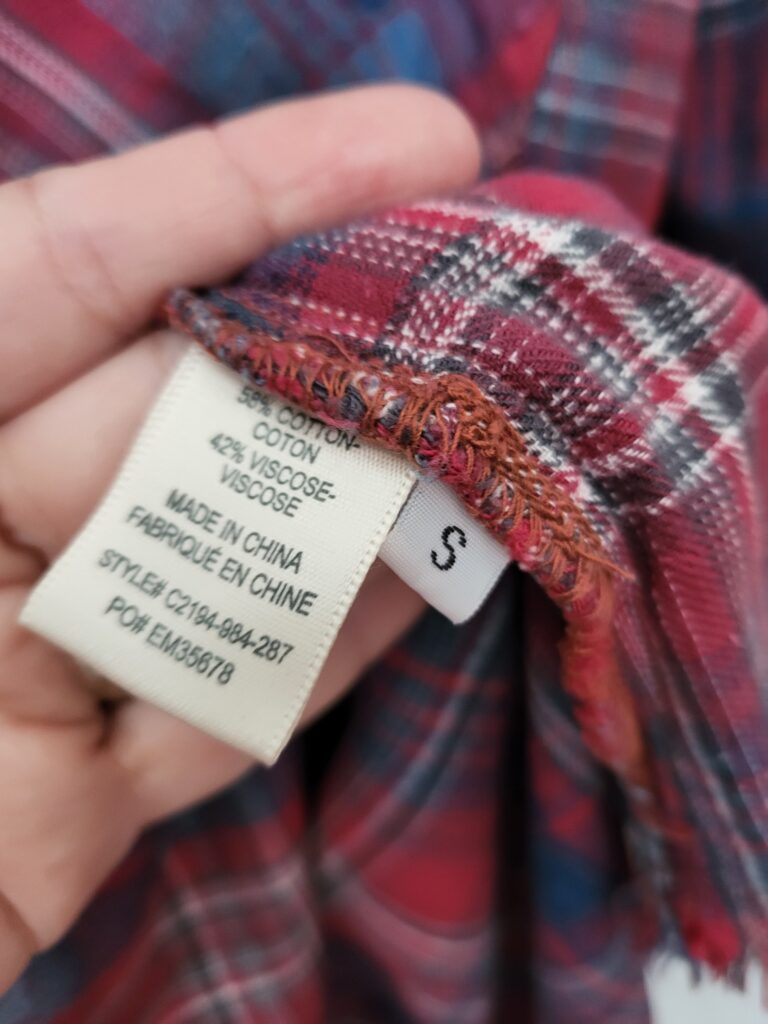 58% COTTON-
COTON
42% VISCOSE-
VISCOSE
MADE IN CHINA
FABRIQUÉ EN CHINE
STYLE# C2194-984-287
PO# EM35678
S